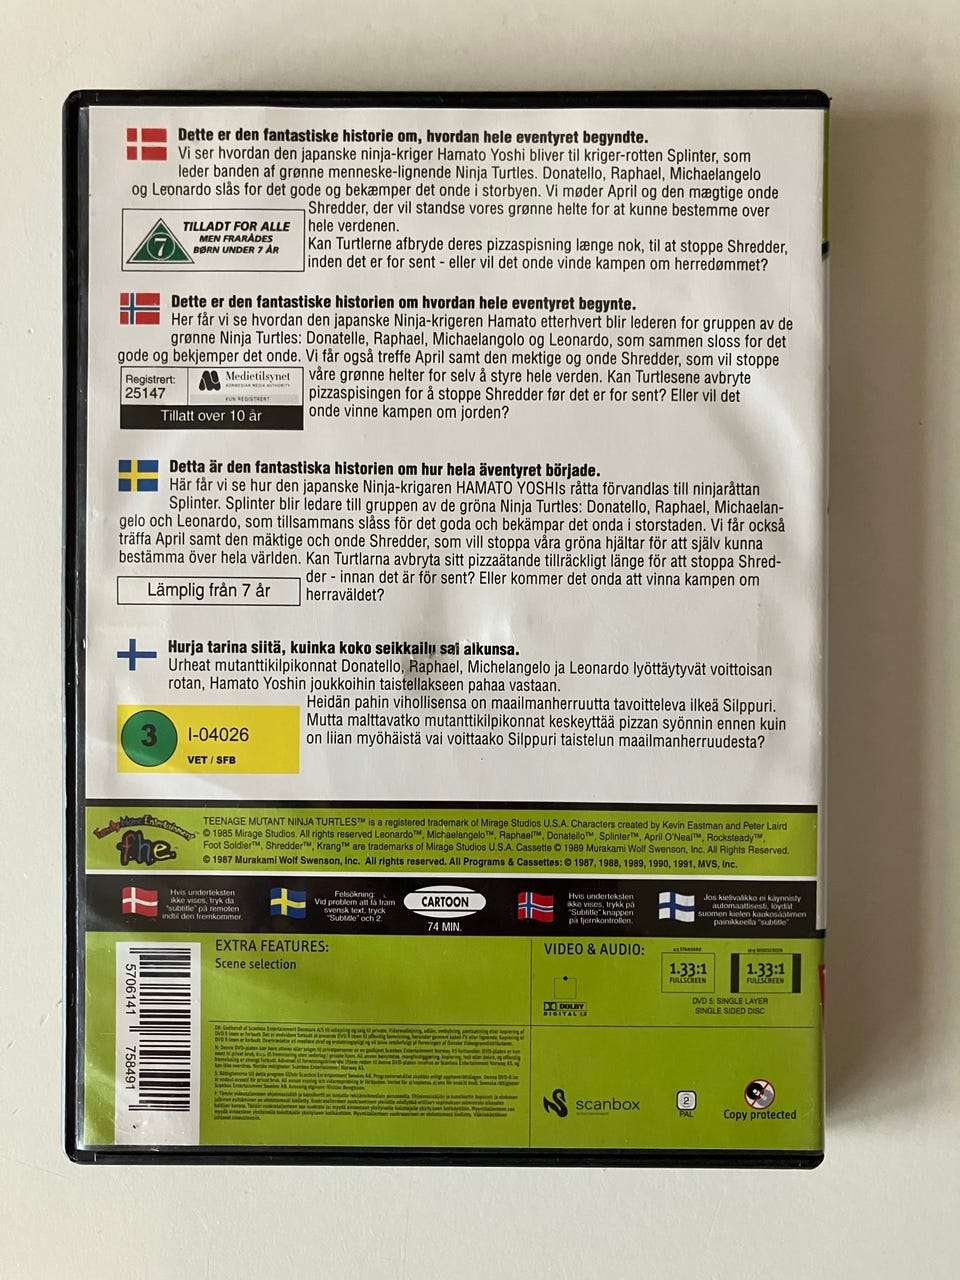 Dette er den fantastiske historie om, hvordan hele eventyret begyndte.
Vi ser hvordan den japanske ninja-kriger Hamato Yoshi bliver til kriger-rotten Splinter, som
leder banden af grønne menneske-lignende Ninja Turtles. Donatello, Raphael, Michaelangelo
og Leonardo slås for det gode og bekæmper det onde i storbyen. Vi møder April og den mægtige onde
Shredder, der vil standse vores grønne helte for at kunne bestemme over
hele verdenen.
Kan Turtlerne afbryde deres pizzaspisning længe nok, til at stoppe Shredder,
inden det er for sent - eller vil det onde vinde kampen om herredømmet?
7
TILLADT FOR ALLE
MEN FRARÅDES
BØRN UNDER 7 ÅR
Dette er den fantastiske historien om hvordan hele eventyret begynte.
Her får vi se hvordan den japanske Ninja-krigeren Hamato etterhvert blir lederen for gruppen av de
grønne Ninja Turtles: Donatelle, Raphael, Michaelangolo og Leonardo, som sammen sloss for det
gode og bekjemper det onde. Vi får også treffe April samt den mektige og onde Shredder, som vil stoppe
våre grønne helter for selv å styre hele verden. Kan Turtlesene avbryte
pizzaspisingen for å stoppe Shredder før det er for sent? Eller vil det
onde vinne kampen om jorden?
Registrert:
25147
Medietilsynet
NORWEGIAN MEDIA AUTHORITY
KUN REGISTRERT
Tillatt over 10 år
Detta är den fantastiska historien om hur hela äventyret började.
Här får vi se hur den japanske Ninja-krigaren HAMATO YOSHIs råtta förvandlas till ninjaråttan
Splinter. Splinter blir ledare till gruppen av de gröna Ninja Turtles: Donatello, Raphael, Michaelan-
gelo och Leonardo, som tillsammans slåss för det goda och bekämpar det onda i storstaden. Vi får också
träffa April samt den mäktige och onde Shredder, som vill stoppa våra gröna hjältar för att själv kunna
bestämma över hela världen. Kan Turtlarna avbryta sitt pizzaätande tillräckligt länge för att stoppa Shred-
der - innan det är för sent? Eller kommer det onda att vinna kampen om
herraväldet?
Lämplig från 7 år
Hurja tarina siitä, kuinka koko seikkailu sai alkunsa.
Urheat mutanttikilpikonnat Donatello, Raphael, Michelangelo ja Leonardo lyöttäytyvät voittoisan
rotan, Hamato Yoshin joukkoihin taistellakseen pahaa vastaan.
Heidän pahin vihollisensa on maailmanherruutta tavoitteleva ilkeä Silppuri.
Mutta malttavatko mutanttikilpikonnat keskeyttää pizzan syönnin ennen kuin
on liian myöhäistä vai voittaako Silppuri taistelun maailmanherruudesta?
3
I-04026
VET / SFB
Family Home Entertainment
fhe
TEENAGE MUTANT NINJA TURTLES™ is a registered trademark of Mirage Studios U.S.A. Characters created by Kevin Eastman and Peter Laird
© 1985 Mirage Studios. All rights reserved Leonardo™, Michaelangelo™, Raphael™, Donatello™, Splinter™, April O'Neal™, Rocksteady™,
Foot Soldier™, Shredder™, Krang™ are trademarks of Mirage Studios U.S.A. Cassette © 1989 Murakami Wolf Swenson, Inc. All Rights Reserved.
© 1987 Murakami Wolf Swenson, Inc. All rights reserved. All Programs & Cassettes: © 1987, 1988, 1989, 1990, 1991, MVS, Inc.
Hvis underteksten
ikke vises, tryk da
"subtitle" på remoten
indtil den fremkommer.
Felsökning:
Vid problem att få fram
svensk text, tryck
"Subtitle" och 2.
CARTOON
74 MIN.
Hvis underteksten
ikke vises, trykk på
"Subtitle" knappen
på fjernkontrollen.
Jos kielivalikko ei käynnisty
automaattisesti, löydät
suomen kielen kaukosäätimen
painikkeella "subtitle".
5706141 758491
EXTRA FEATURES:
Scene selection
VIDEO & AUDIO:
DOLBY
DIGITAL 1.0
4:3 STANDARD
1.33:1
FULLSCREEN
16:9 WIDESCREEN
1.33:1
FULLSCREEN
DVD 5: SINGLE LAYER
SINGLE SIDED DISC
scanbox
2
PAL
Copy protected